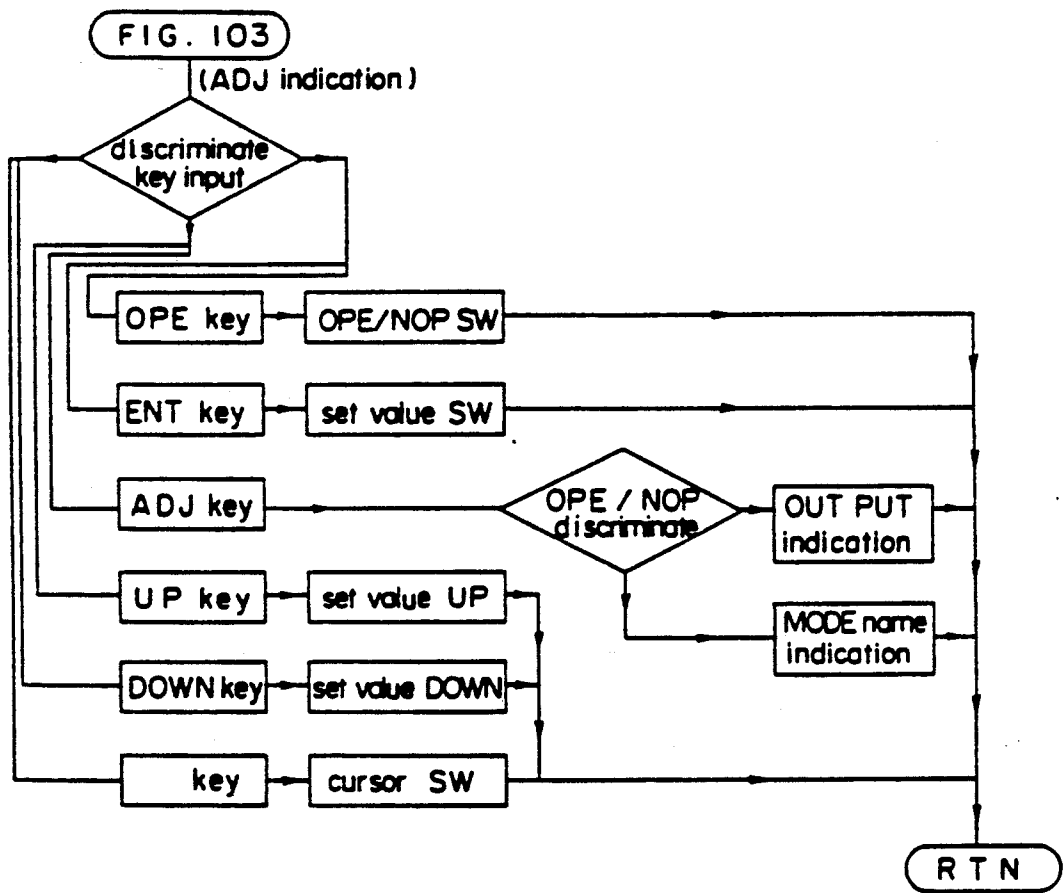 FIG. 103
(ADJ indication)
discriminate
key input
OPE key
OPE/NOP SW
ENT key
set value SW
ADJ key
OPE / NOP
discriminate
OUT PUT
indication
UP key
set value UP
MODE name
indication
DOWN key
set value DOWN
key
cursor SW
RTN